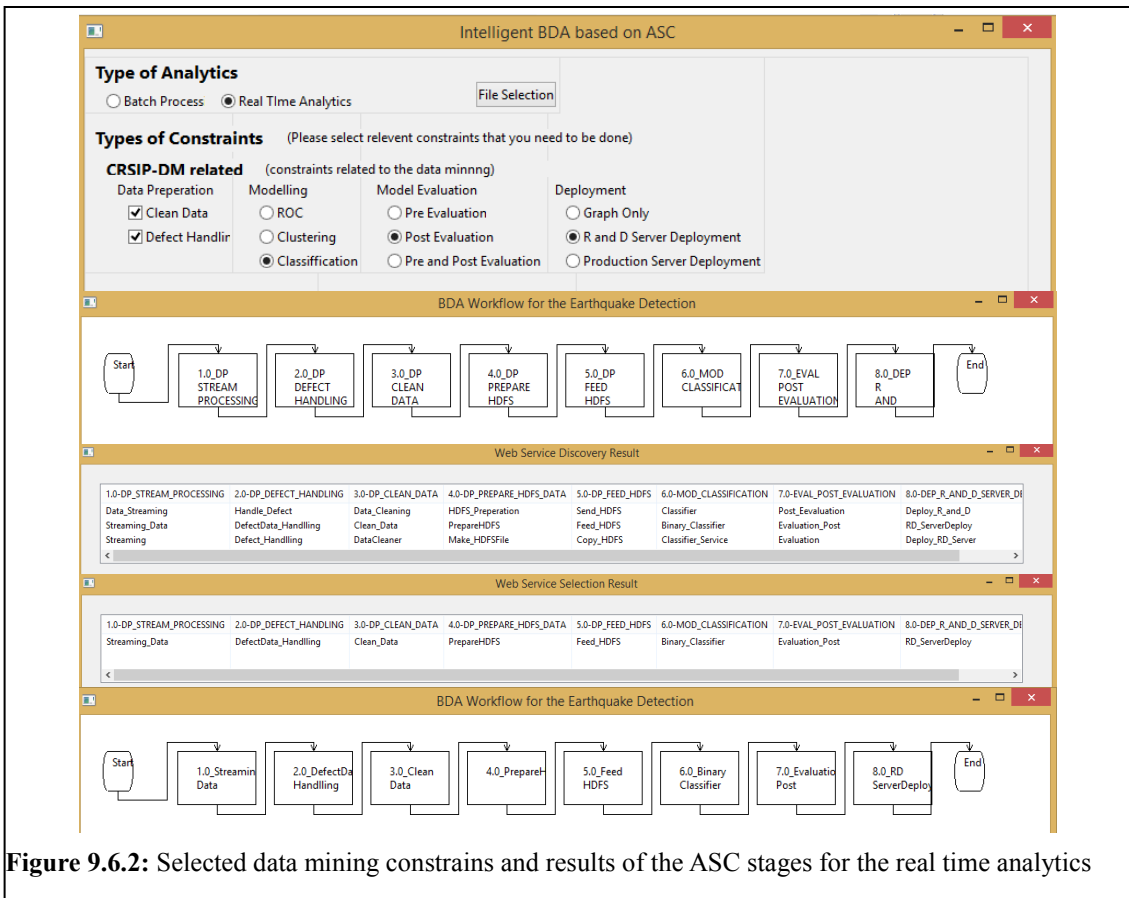 Intelligent BDA based on ASC
Type of Analytics
Batch Process Real TIme Analytics File Selection
Types of Constraints (Please select relevent constraints that you need to be done)
CRSIP-DM related (constraints related to the data minnng)
Data Preperation Modelling Model Evaluation Deployment
Clean Data ROC Pre Evaluation Graph Only
Defect Handlir Clustering Post Evaluation R and D Server Deployment
Classiffication Pre and Post Evaluation Production Server Deployment
BDA Workflow for the Earthquake Detection
Start
1.0_DP
STREAM
PROCESSING
2.0_DP
DEFECT
HANDLING
3.0_DP
CLEAN
DATA
4.0_DP
PREPARE
HDFS
5.0_DP
FEED
HDFS
6.0_MOD
CLASSIFICAT
7.0_EVAL
POST
EVALUATION
8.0_DEP
R
AND
End
Web Service Discovery Result
1.0-DP_STREAM_PROCESSING 2.0-DP_DEFECT_HANDLING 3.0-DP_CLEAN_DATA 4.0-DP_PREPARE_HDFS_DATA 5.0-DP_FEED_HDFS 6.0-MOD_CLASSIFICATION 7.0-EVAL_POST_EVALUATION 8.0-DEP_R_AND_D_SERVER_DE
Data_Streaming Handle_Defect Data_Cleaning HDFS_Preperation Send_HDFS Classifier Post_Eevaluation Deploy_R_and_D
Streaming_Data DefectData_Handlling Clean_Data PrepareHDFS Feed_HDFS Binary_Classifier Evaluation_Post RD_ServerDeploy
Streaming Defect_Handlling DataCleaner Make_HDFSFile Copy_HDFS Classifier_Service Evaluation Deploy_RD_Server
Web Service Selection Result
1.0-DP_STREAM_PROCESSING 2.0-DP_DEFECT_HANDLING 3.0-DP_CLEAN_DATA 4.0-DP_PREPARE_HDFS_DATA 5.0-DP_FEED_HDFS 6.0-MOD_CLASSIFICATION 7.0-EVAL_POST_EVALUATION 8.0-DEP_R_AND_D_SERVER_DE
Streaming_Data DefectData_Handlling Clean_Data PrepareHDFS Feed_HDFS Binary_Classifier Evaluation_Post RD_ServerDeploy
BDA Workflow for the Earthquake Detection
Start
1.0_Streamin
Data
2.0_DefectDa
Handlling
3.0_Clean
Data
4.0_PrepareH
5.0_Feed
HDFS
6.0_Binary
Classifier
7.0_Evaluatio
Post
8.0_RD
ServerDeploy
End
Figure 9.6.2: Selected data mining constrains and results of the ASC stages for the real time analytics